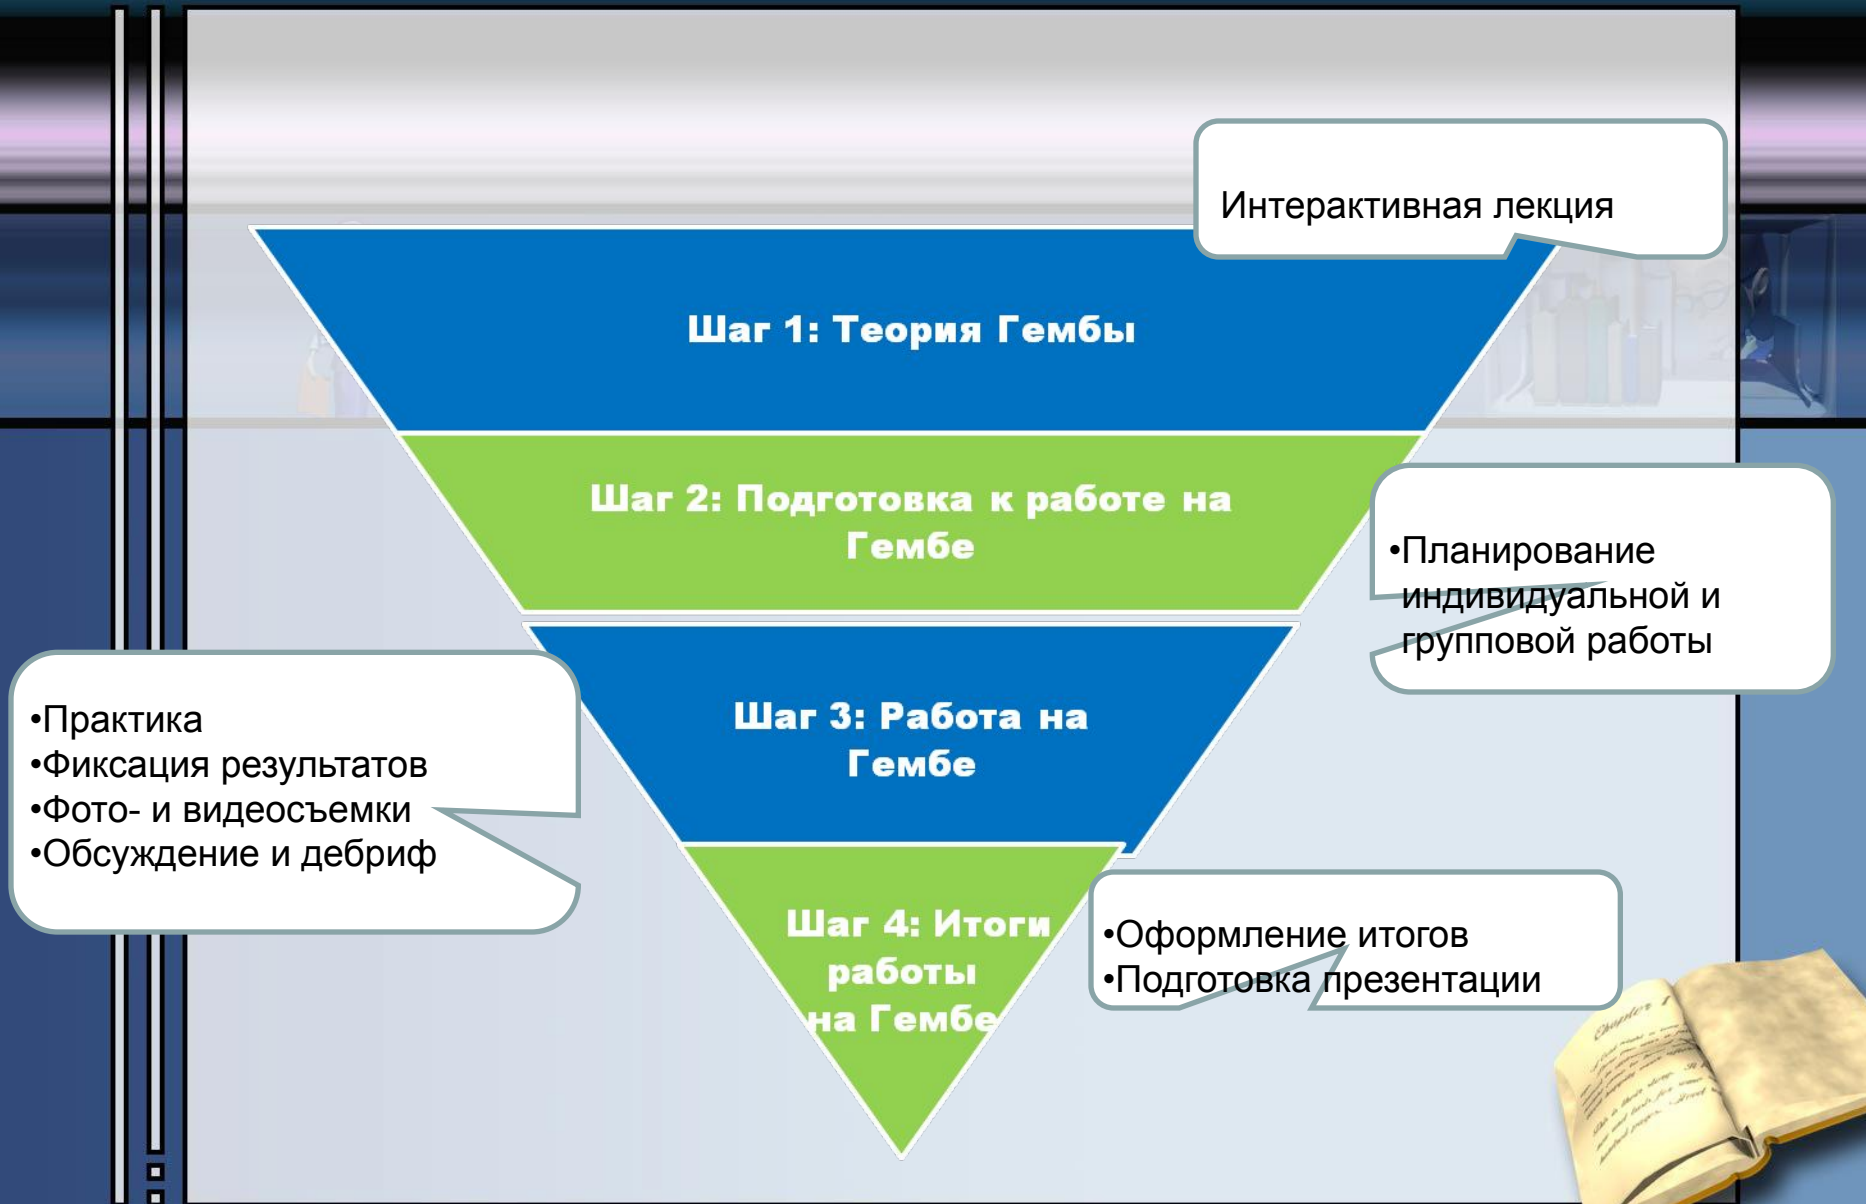 Интерактивная лекция
Шаг 1: Теория Гембы
Шаг 2: Подготовка к работе на
Гембе
•Планирование
индивидуальной и
групповой работы
Шаг 3: Работа на
Гембе
•Практика
•Фиксация результатов
•Фото- и видеосъемки
•Обсуждение и дебриф
Шаг 4: Итоги
работы
на Гембе
•Оформление итогов
•Подготовка презентации
Chapter 1